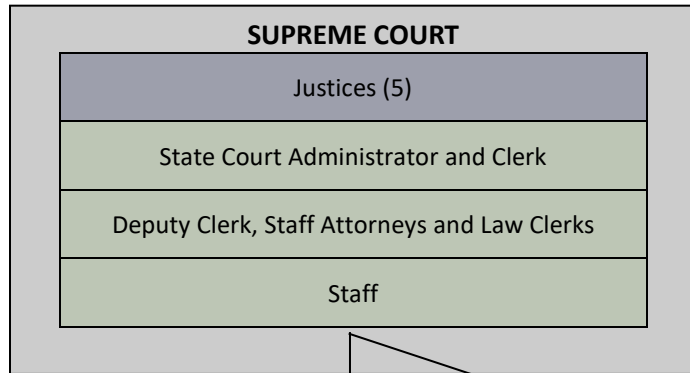 SUPREME COURT
Justices (5)
State Court Administrator and Clerk
Deputy Clerk, Staff Attorneys and Law Clerks
Staff